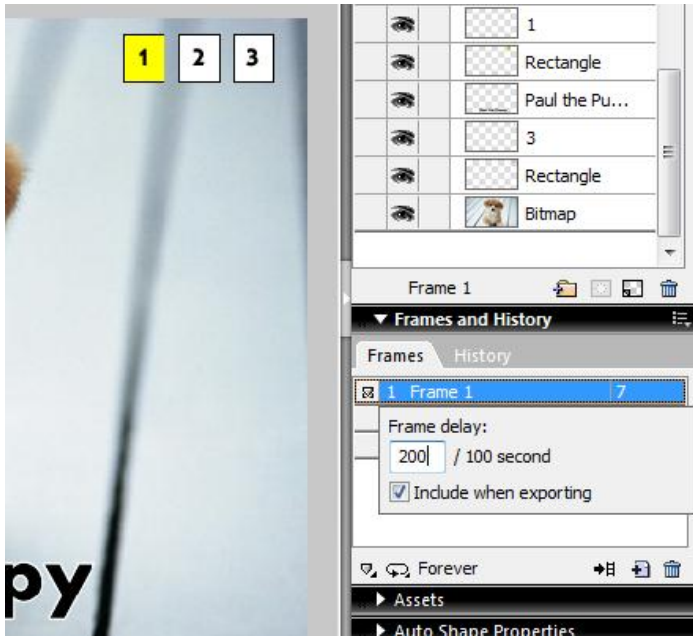 1 2 3
py
1
Rectangle
Paul the Pu...
3
Rectangle
Bitmap
Frame 1
Frames and History
Frames History
1 Frame 1 7
Frame delay:
200 / 100 second
Include when exporting
Forever
Assets
Auto Shape Properties